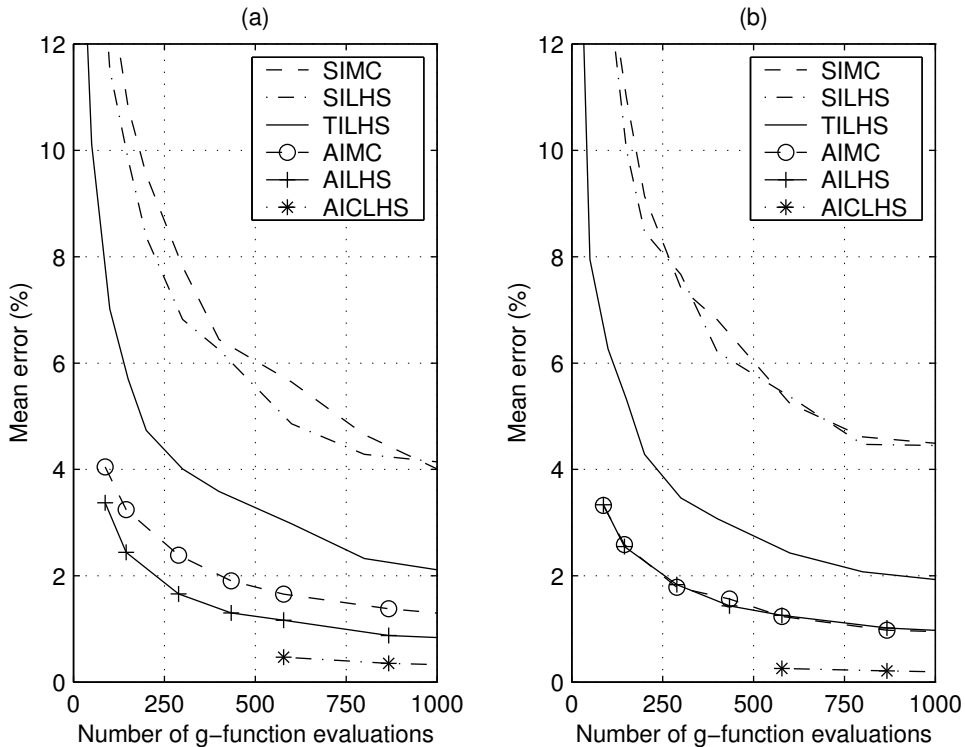 (a)
12
10
8
6
4
2
0
0
250
500
750
1000
Mean error (%)
Number of g−function evaluations
SIMC
SILHS
TILHS
AIMC
AILHS
AICLHS
(b)
12
10
8
6
4
2
0
0
250
500
750
1000
Mean error (%)
Number of g−function evaluations
SIMC
SILHS
TILHS
AIMC
AILHS
AICLHS